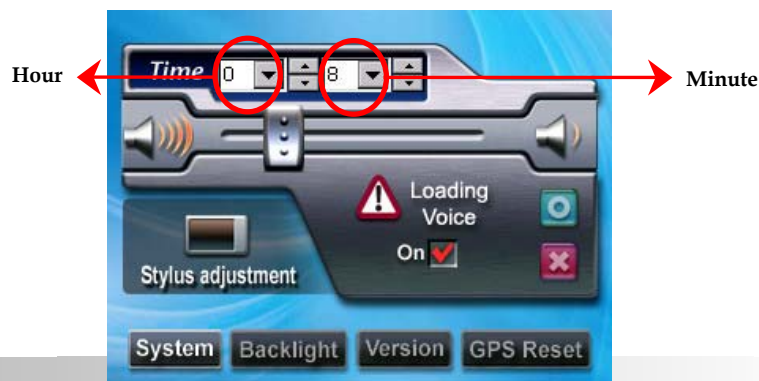 Time 0 8
Hour
Minute
Loading
Voice
On
Stylus adjustment
System Backlight Version GPS Reset